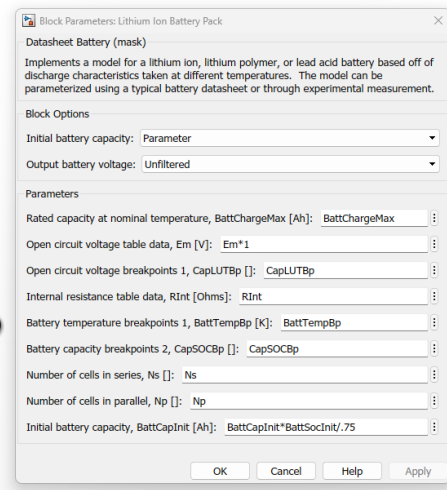 Block Parameters: Lithium Ion Battery Pack
Datasheet Battery (mask)
Implements a model for a lithium ion, lithium polymer, or lead acid battery based off of
discharge characteristics taken at different temperatures. The model can be
parameterized using a typical battery datasheet or through experimental measurement.
Block Options
Initial battery capacity: Parameter
Output battery voltage: Unfiltered
Parameters
Rated capacity at nominal temperature, BattChargeMax [Ah]: BattChargeMax
Open circuit voltage table data, Em [V]: Em*1
Open circuit voltage breakpoints 1, CapLUTBp []: CapLUTBp
Internal resistance table data, RInt [Ohms]: RInt
Battery temperature breakpoints 1, BattTempBp [K]: BattTempBp
Battery capacity breakpoints 2, CapSOCBp []: CapSOCBp
Number of cells in series, Ns []: Ns
Number of cells in parallel, Np []: Np
Initial battery capacity, BattCapInit [Ah]: BattCapInit*BattSocInit/.75
OK Cancel Help Apply